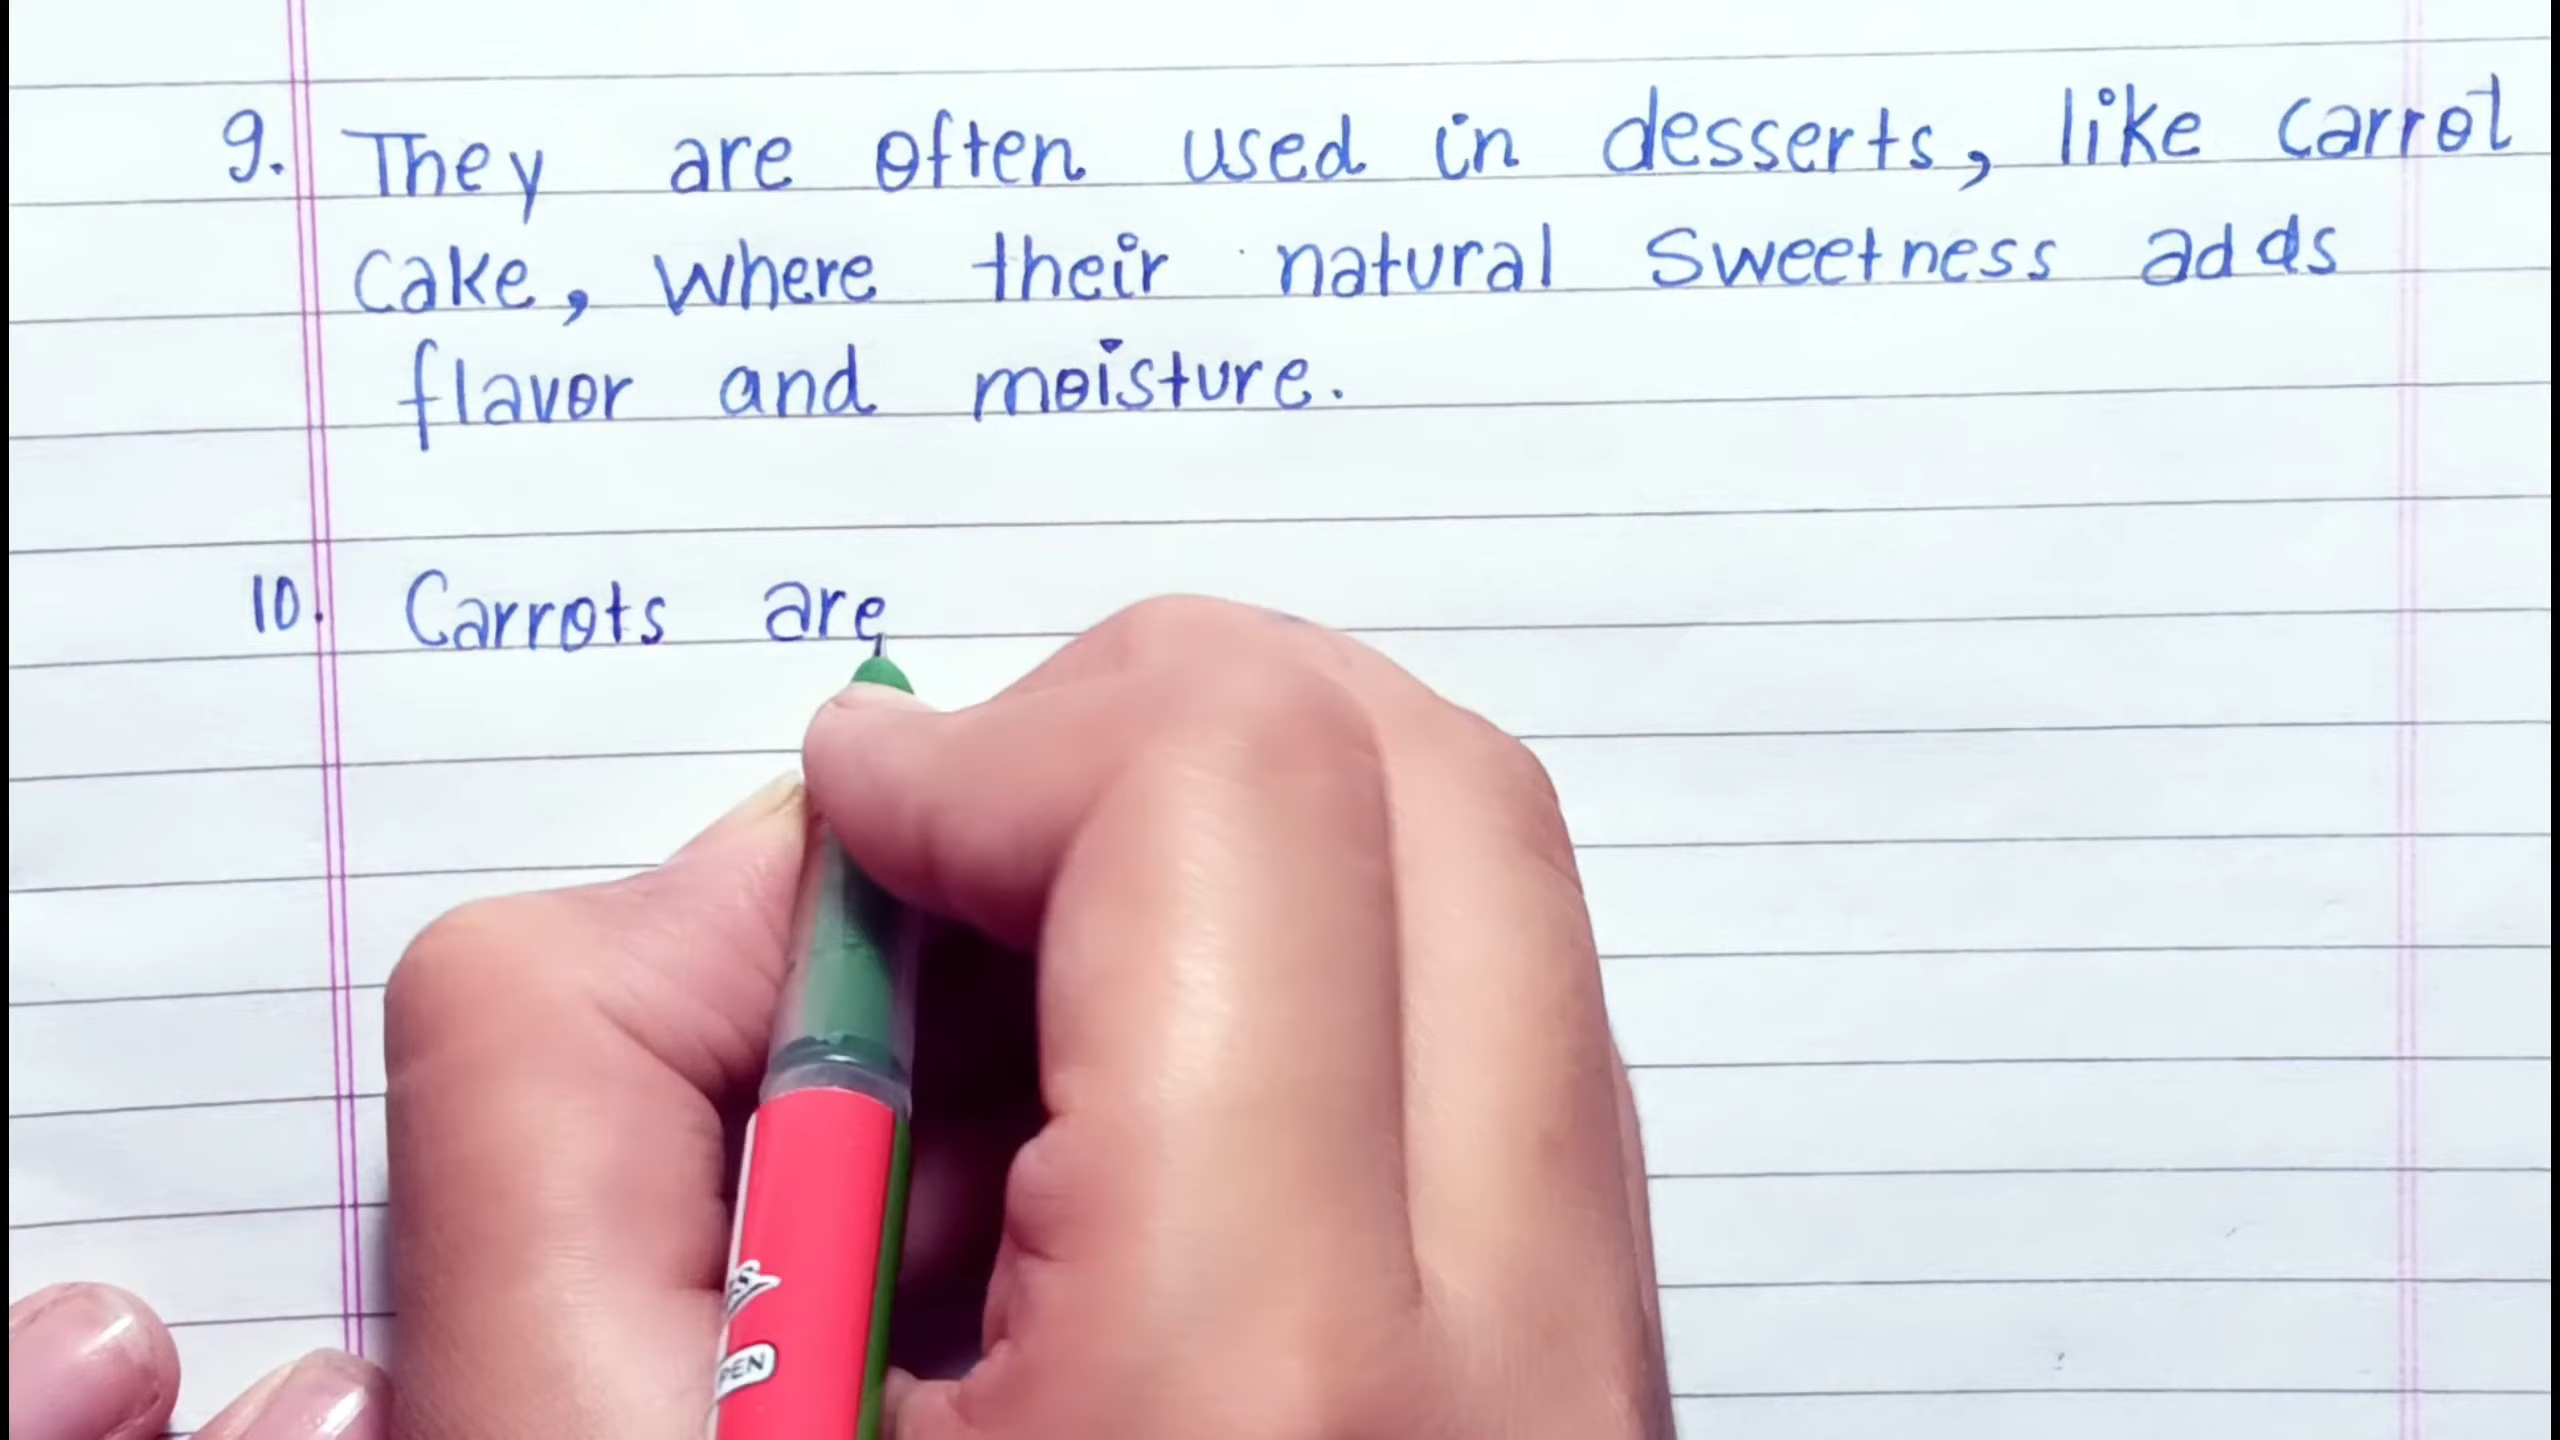 9. They are often used in desserts, like carrot
cake, where their natural sweetness adds
flavor and moisture.
10. Carrots are